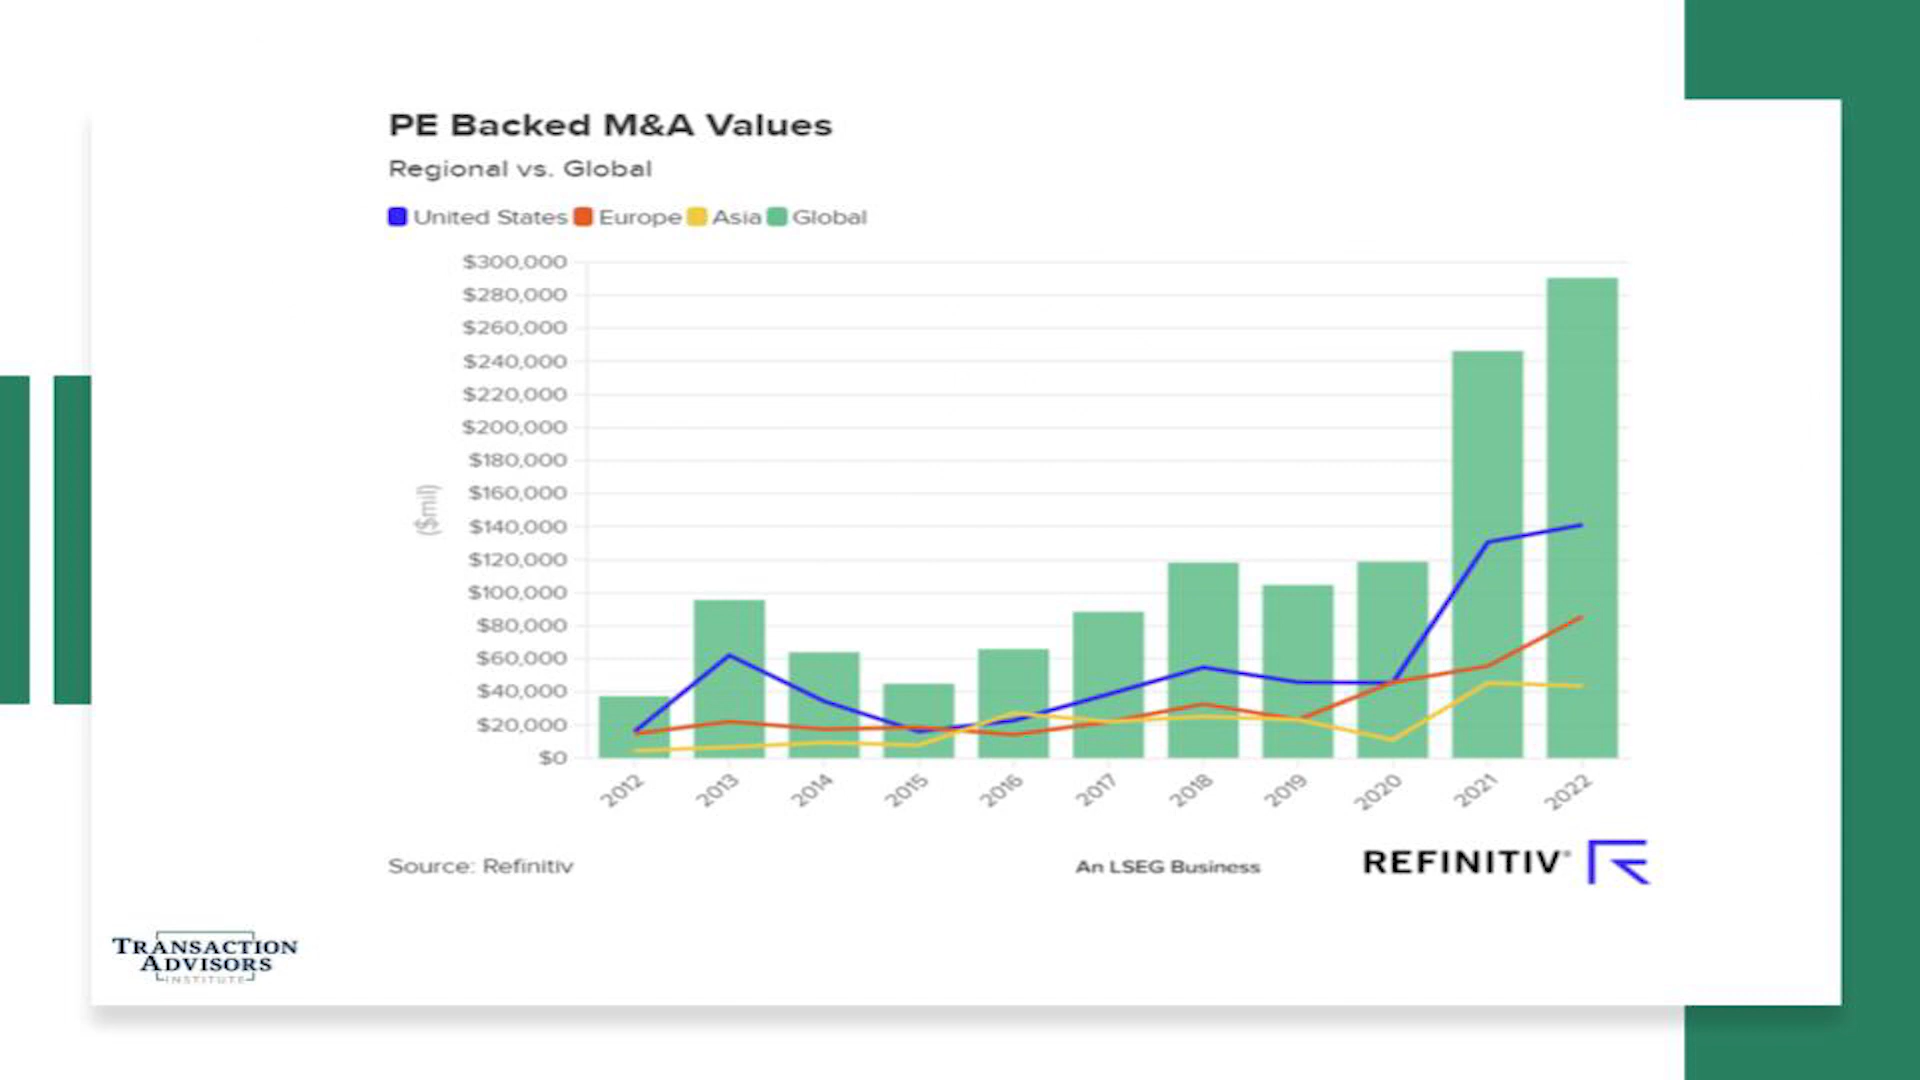 PE Backed M&A Values
Regional vs. Global
United States Europe Asia Global
$300,000
$280,000
$260,000
$240,000
$220,000
$200,000
$180,000
$160,000
$140,000
$120,000
$100,000
$80,000
$60,000
$40,000
$20,000
$0
($mil)
2012 2013 2014 2015 2016 2017 2018 2019 2020 2021 2022
Source: Refinitiv
An LSEG Business
REFINITIV
TRANSACTION
ADVISORS
INSTITUTE